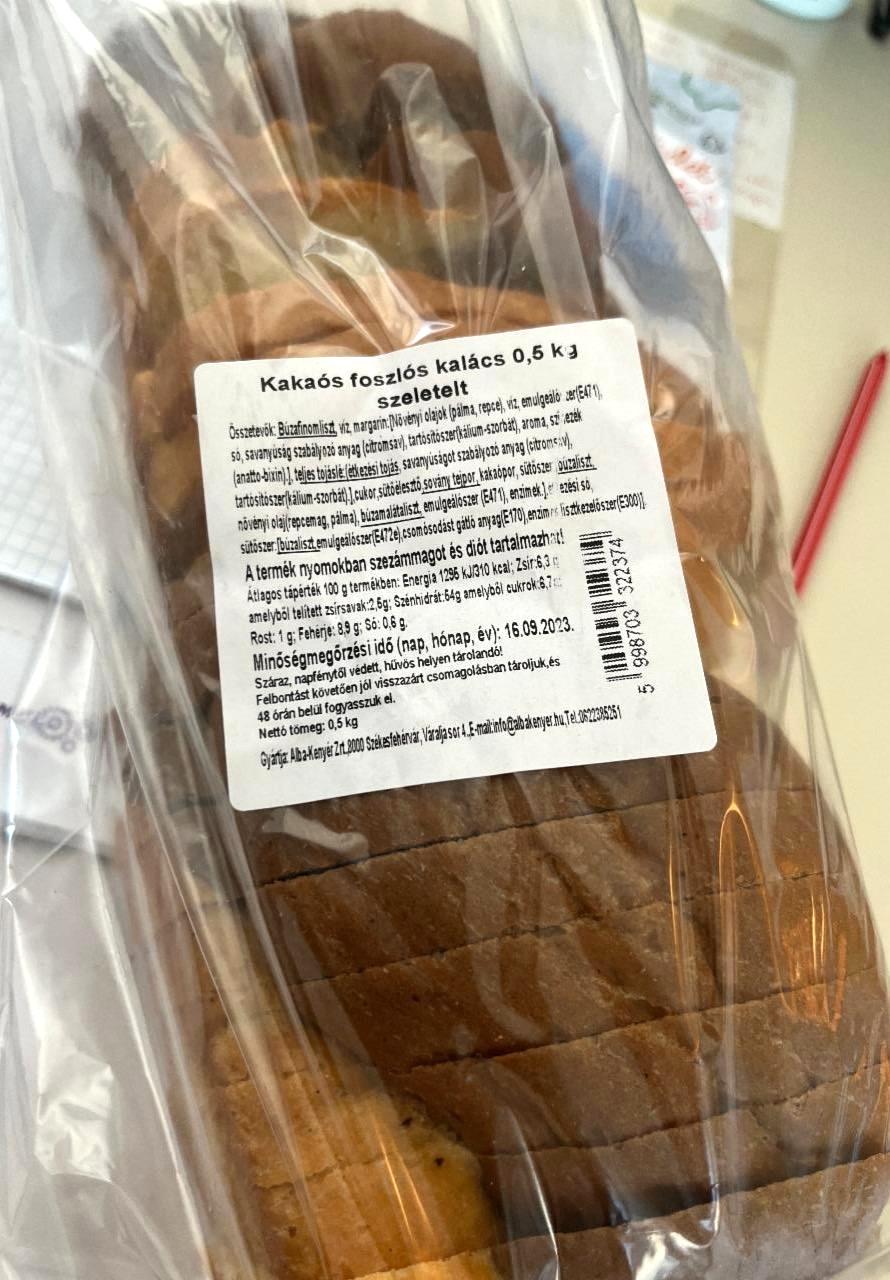 Kakaós foszlós kalács 0,5 kg
szeletelt
Összetevők: Búzafinomliszt, víz, margarin:[Növényi olajok (pálma, repce), víz, emulgeálószer(E471),
só, savanyúság szabályozó anyag (citromsav), tartósítószer(kálium-szorbát), aroma, színezék
(anatto-bixin).], teljes tojáslé:(étkezési tojás, savanyúságot szabályozó anyag (citromsav),
tartósítószer(kálium-szorbát).],cukor,sütőélesztő,sovány tejpor, kakaópor, sütőszer búzaliszt,
növényi olaj(repcemag, pálma), búzamalátaliszt, emulgeálószer (E471), enzimek.], étkezési só,
sütőszer:[búzaliszt,emulgeálószer(E472e),csomósodást gátló anyag(E170),enzim lisztkezelőszer(E300)].
A termék nyomokban szezámmagot és diót tartalmazhat!
Átlagos tápérték 100 g termékben: Energia 1295 kJ/310 kcal; Zsír:6,3 g
amelyből telített zsírsavak:2,5g; Szénhidrát:54g amelyből cukrok:6,7
Rost: 1 g; Fehérje: 8,9 g; Só: 0,6 g.
Minőségmegőrzési idő (nap, hónap, év): 16.09.2023.
Száraz, napfénytől védett, hűvös helyen tárolandó!
Felbontást követően jól visszazárt csomagolásban tároljuk,és
48 órán belül fogyasszuk el.
Nettó tömeg: 0,5 kg
Gyártja: Alba-Kenyér Zrt.,8000 Székesfehérvár, Váralja sor 4.,E-mail:info@albakenyer.hu,Tel.:0622385251
5 998703 322374